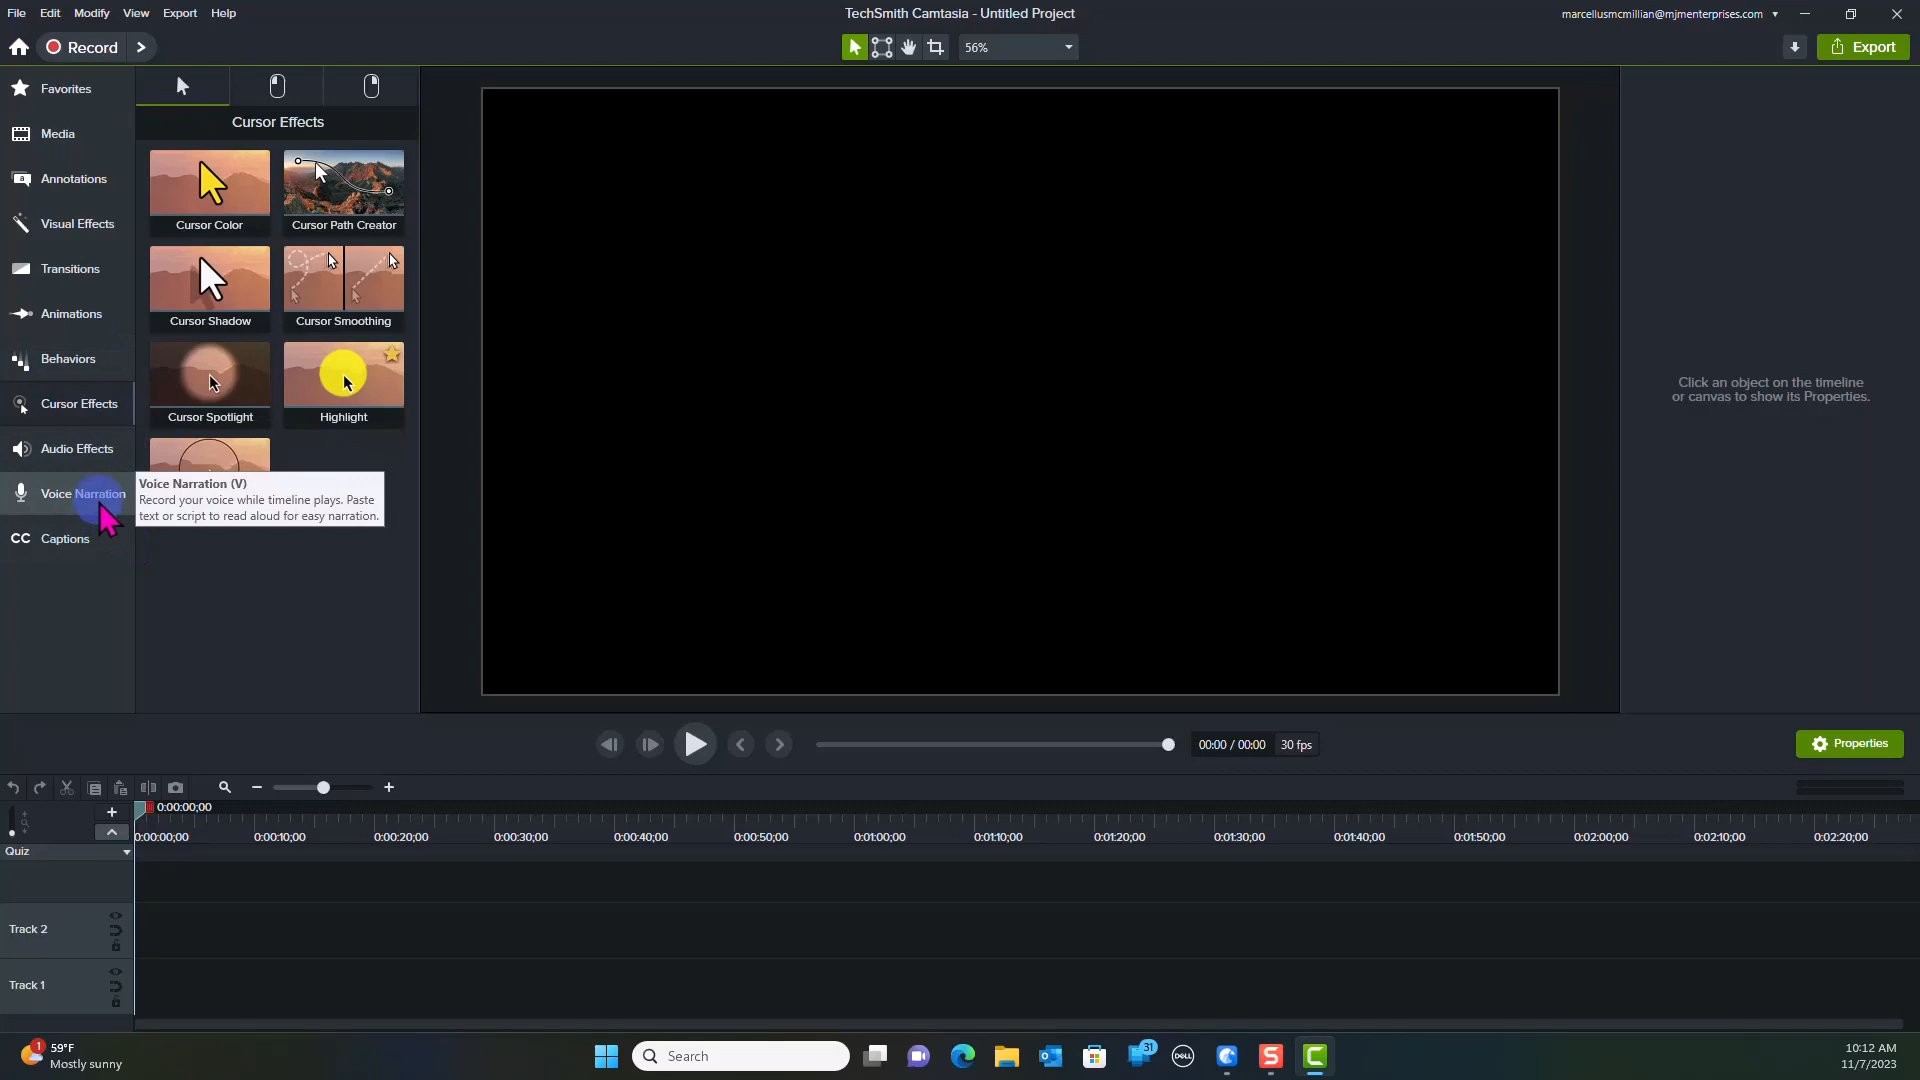 File Edit Modify View Export Help
TechSmith Camtasia - Untitled Project
marcellusmcmillian@mjmenterprises.com
Record
56%
Export
Favorites
Media
Annotations
Visual Effects
Transitions
Animations
Behaviors
Cursor Effects
Audio Effects
Voice Narration
CC Captions
Cursor Effects
Cursor Color
Cursor Path Creator
Cursor Shadow
Cursor Smoothing
Cursor Spotlight
Highlight
Voice Narration (V)
Record your voice while timeline plays. Paste
text or script to read aloud for easy narration.
Click an object on the timeline
or canvas to show its Properties.
00:00 / 00:00
30 fps
Properties
0:00:00;00
0:00:00;00 0:00:10;00 0:00:20;00 0:00:30;00 0:00:40;00 0:00:50;00 0:01:00;00 0:01:10;00 0:01:20;00 0:01:30;00 0:01:40;00 0:01:50;00 0:02:00;00 0:02:10;00 0:02:20;00
Quiz
Track 2
Track 1
1
59°F
Mostly sunny
Search
31
DELL
S
C
10:12 AM
11/7/2023